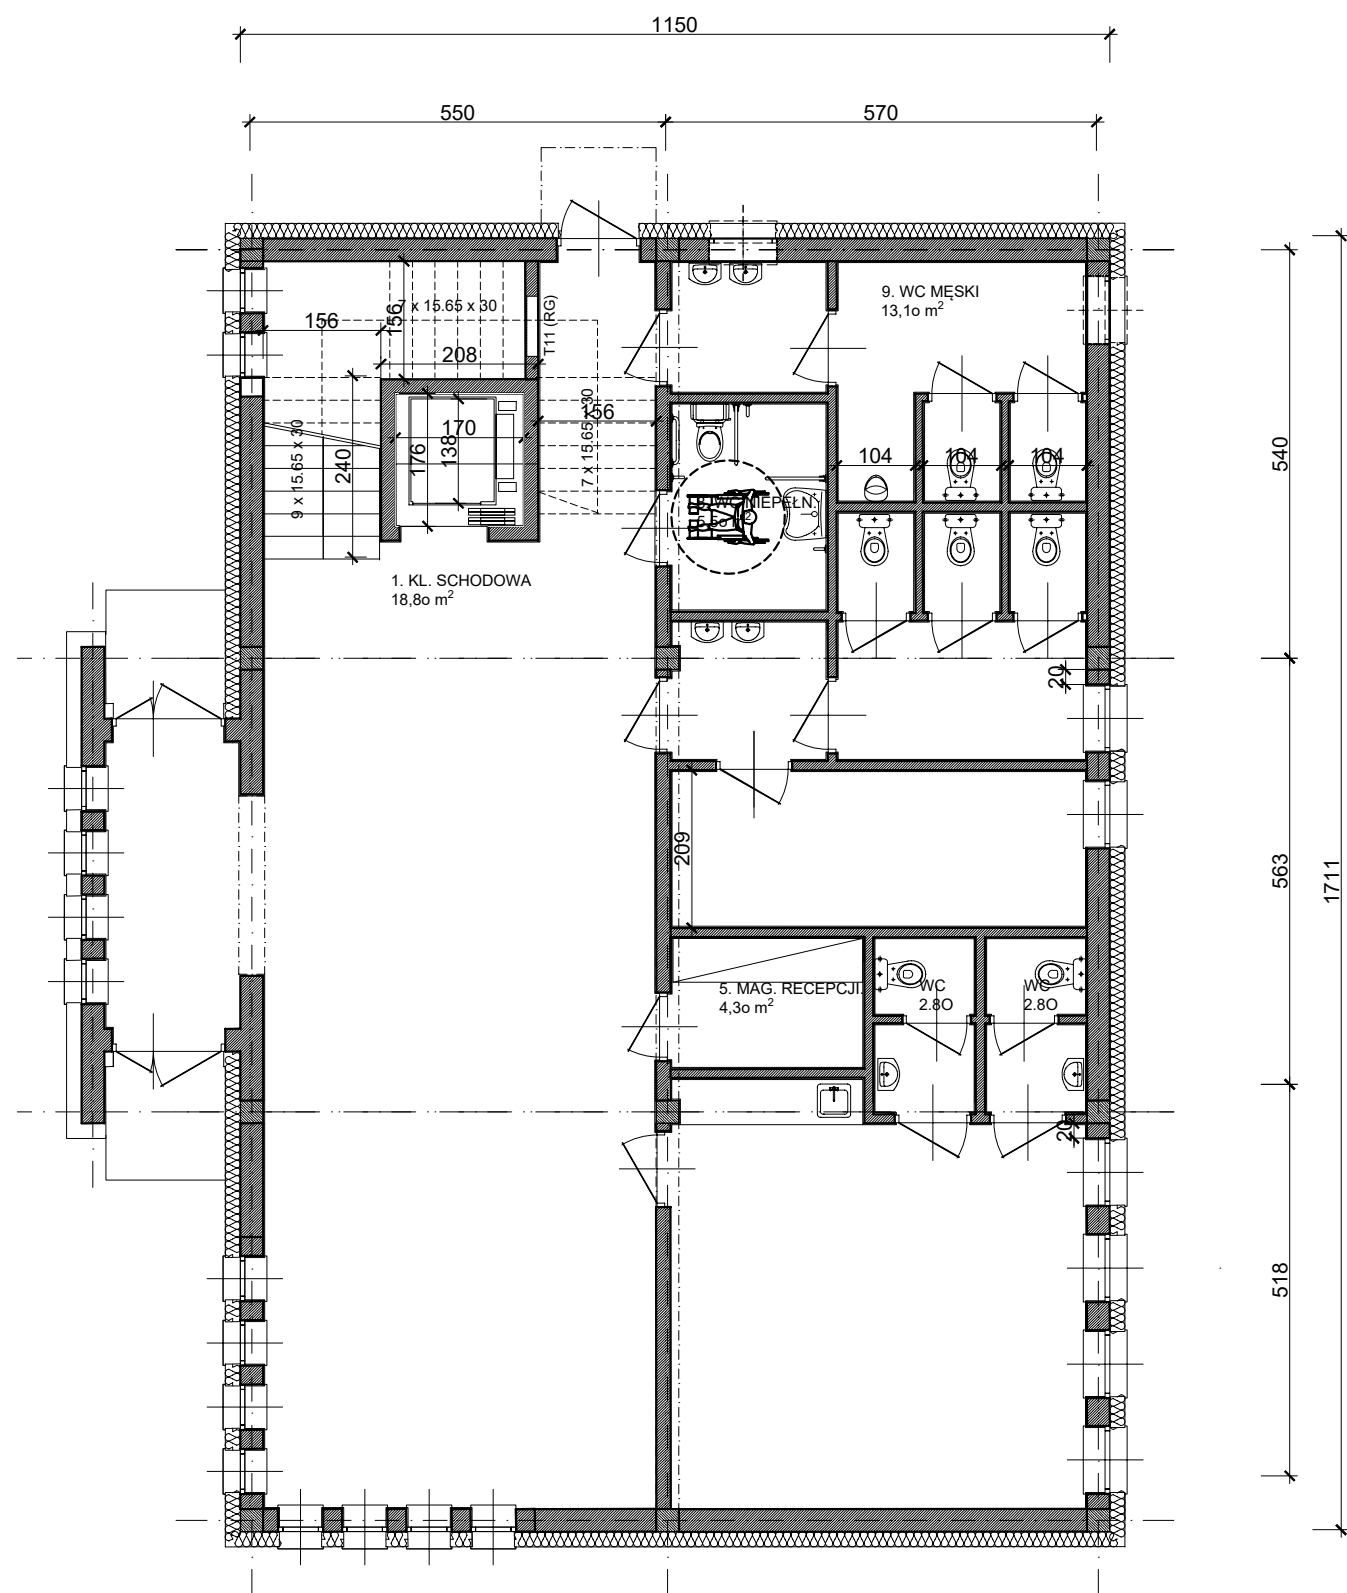 1150
550
570
9. WC MĘSKI
13,1o m²
7 x 15.65 x 30
156
156
T11 (RG)
208
156
170
176
138
240
9 x 15.65 x 30
7 x 15.65 x 30
104
104
104
540
WC NIEPEŁN.
1. KL. SCHODOWA
18,8o m²
20
209
563
1711
5. MAG. RECEPCJI.
4,3o m²
WC
2.8O
WC
2.8O
20
518